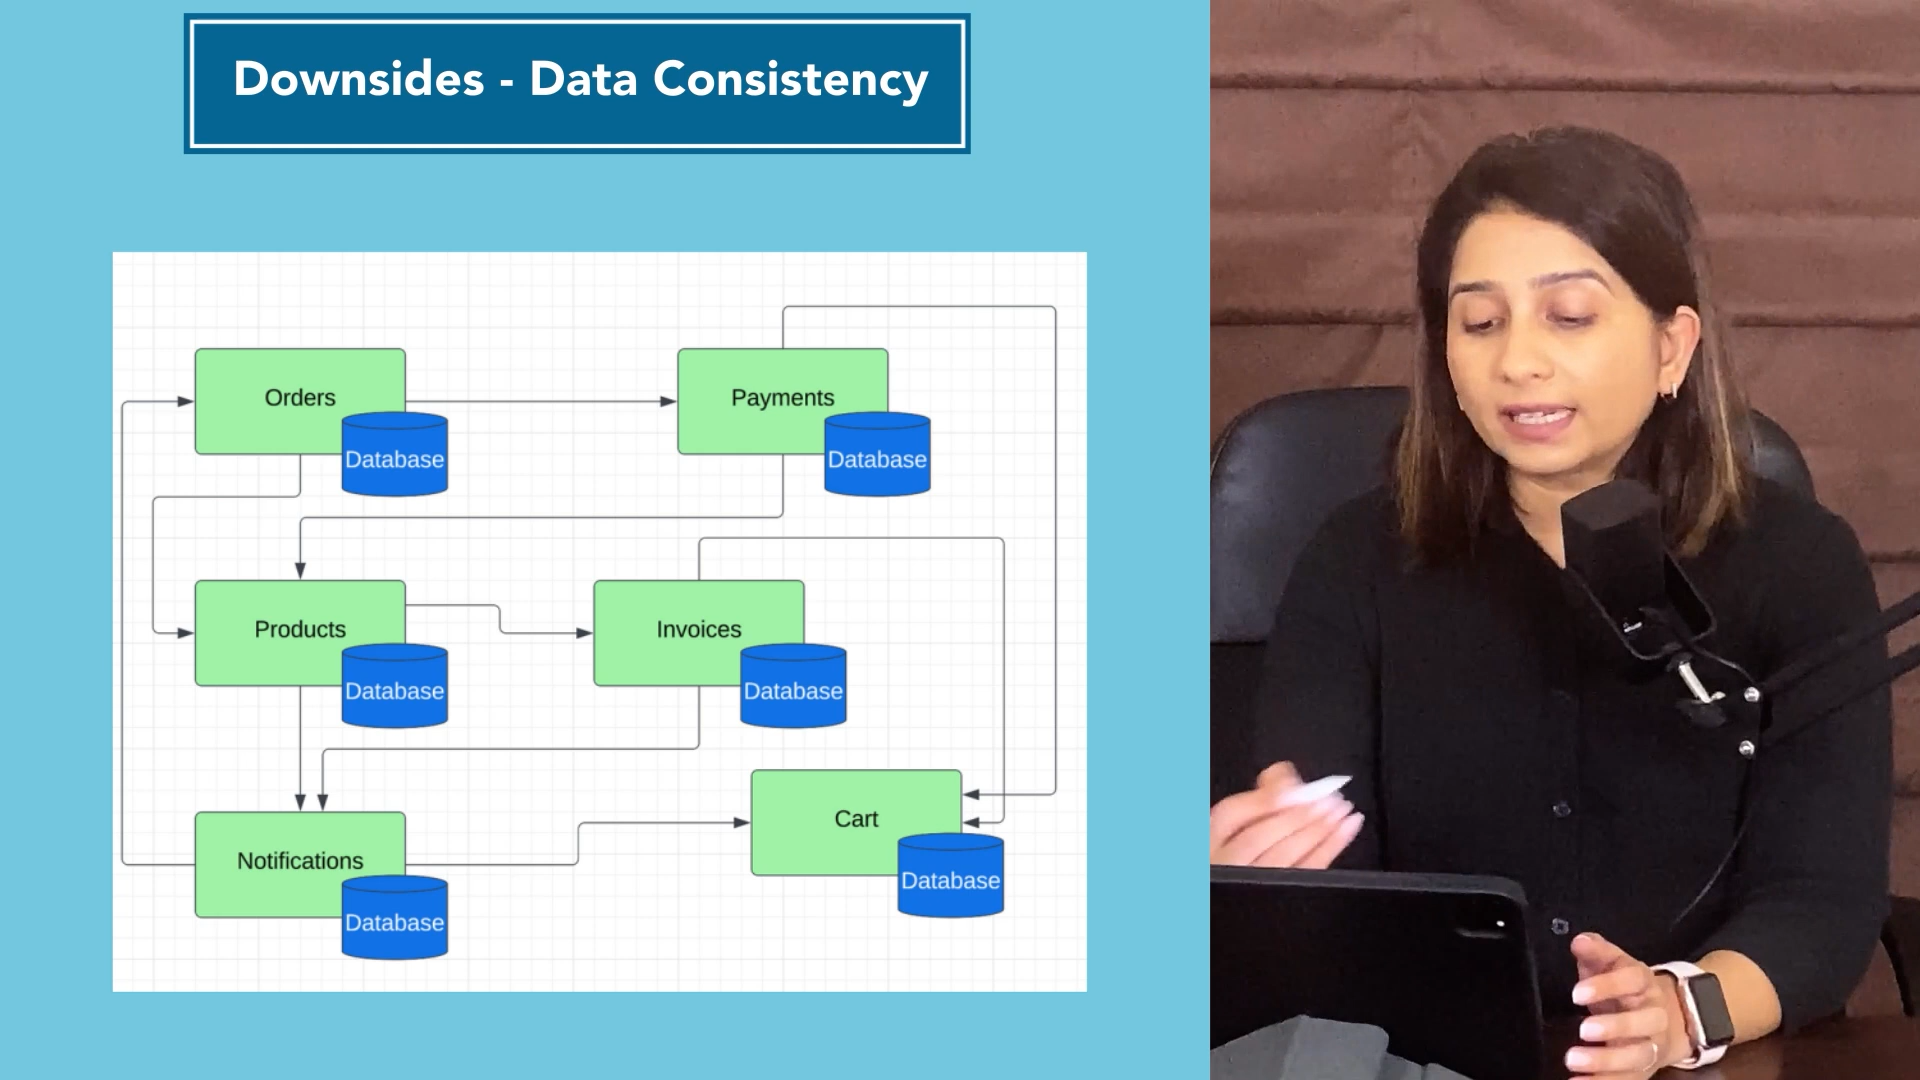 Downsides - Data Consistency
Orders
Database
Payments
Database
Products
Database
Invoices
Database
Notifications
Database
Cart
Database